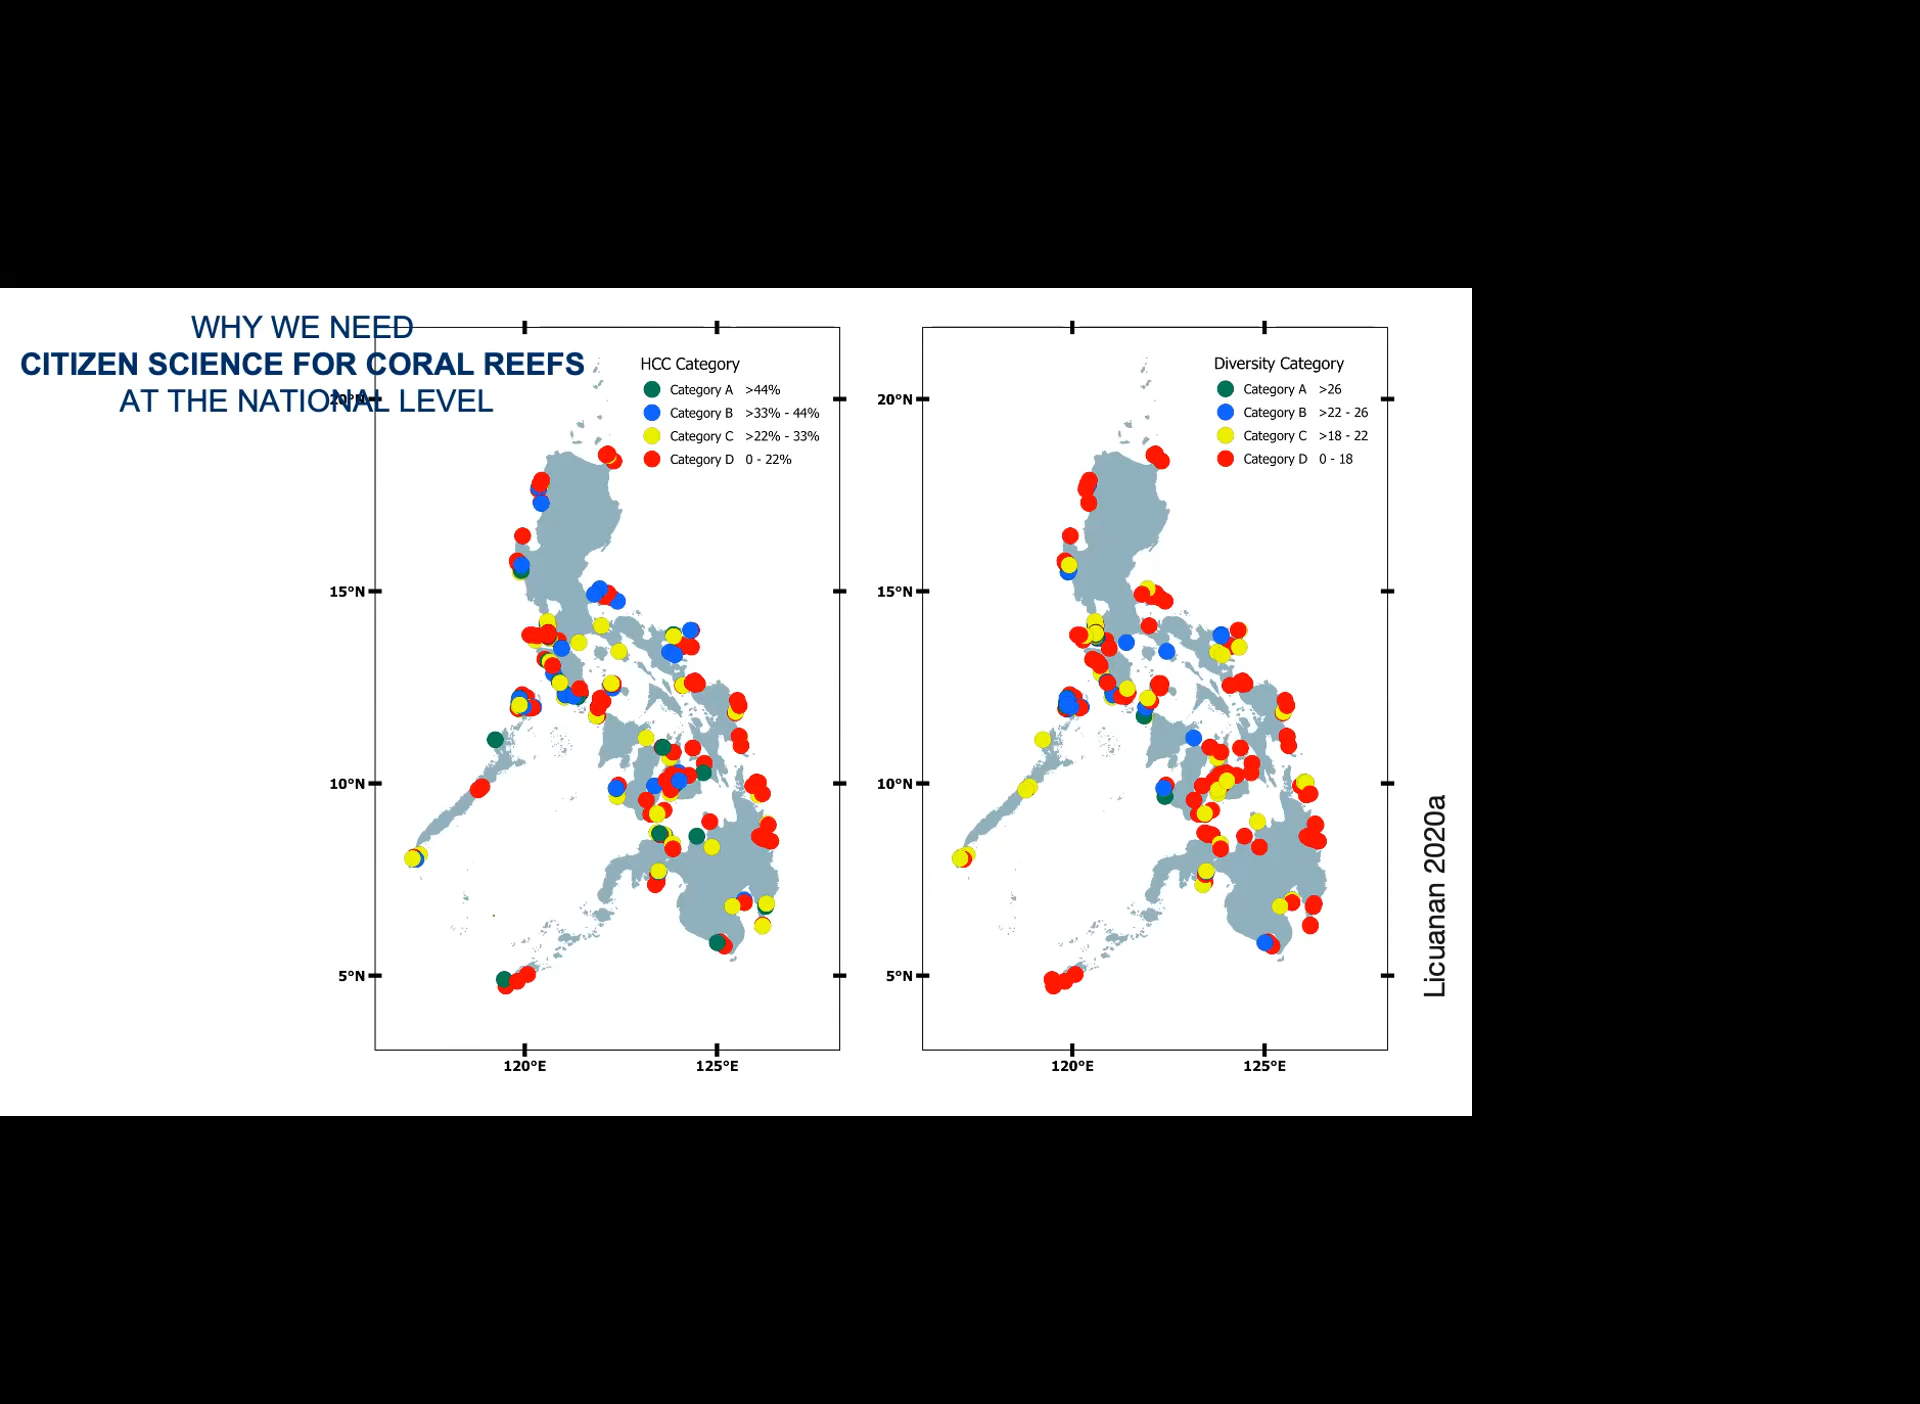 WHY WE NEED
CITIZEN SCIENCE FOR CORAL REEFS
AT THE NATIONAL LEVEL
HCC Category
Category A >44%
Category B >33% - 44%
Category C >22% - 33%
Category D 0 - 22%
20°N
15°N
10°N
5°N
120°E 125°E
Diversity Category
Category A >26
Category B >22 - 26
Category C >18 - 22
Category D 0 - 18
20°N
15°N
10°N
5°N
120°E 125°E
Licuanan 2020a